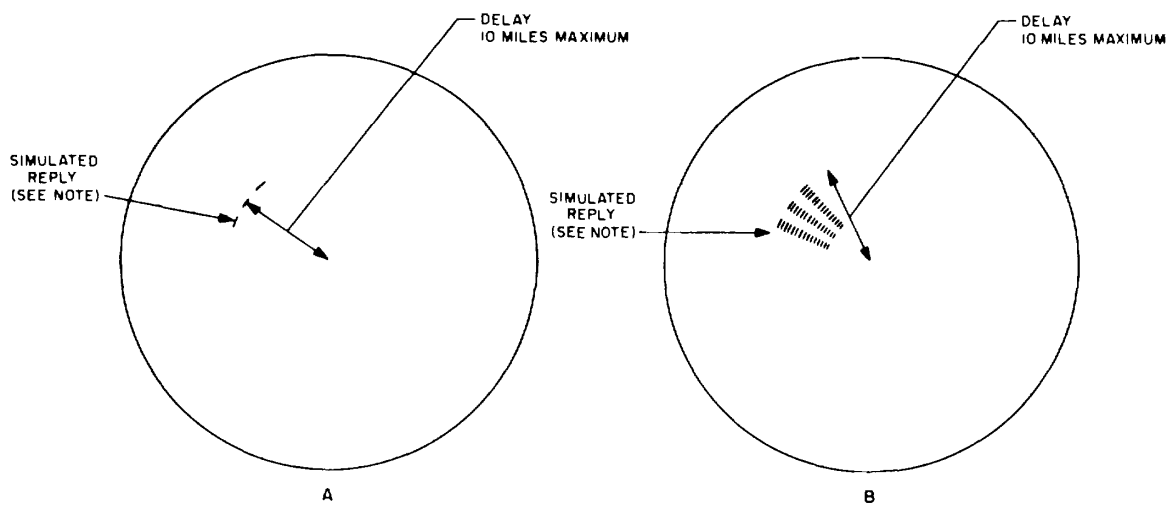 DELAY
10 MILES MAXIMUM
SIMULATED
REPLY
(SEE NOTE)
A
DELAY
10 MILES MAXIMUM
SIMULATED
REPLY
(SEE NOTE)
B